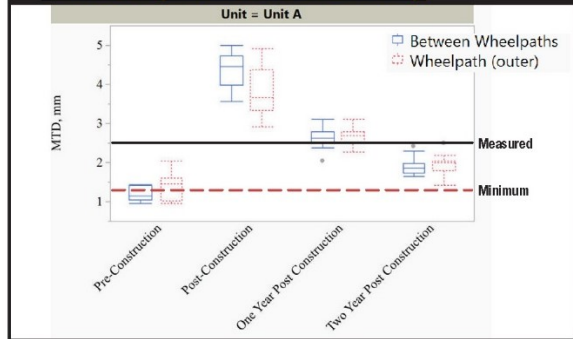 Unit = Unit A
Between Wheelpaths
Wheelpath (outer)
MTD, mm
5
4
3
2
1
Measured
Minimum
Pre-Construction
Post-Construction
One Year Post Construction
Two Year Post Construction